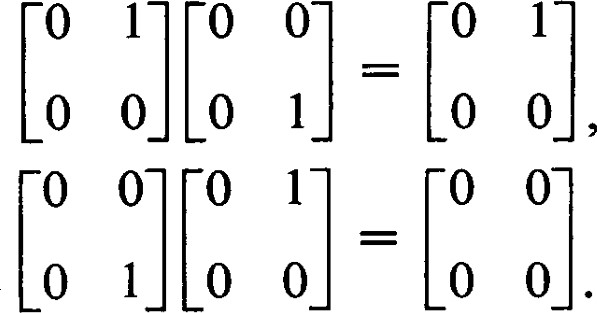 [0 1] [0 0] = [0 1]
[0 0] [0 1] = [0 0],
[0 0] [0 1] = [0 0]
[0 1] [0 0] = [0 0].